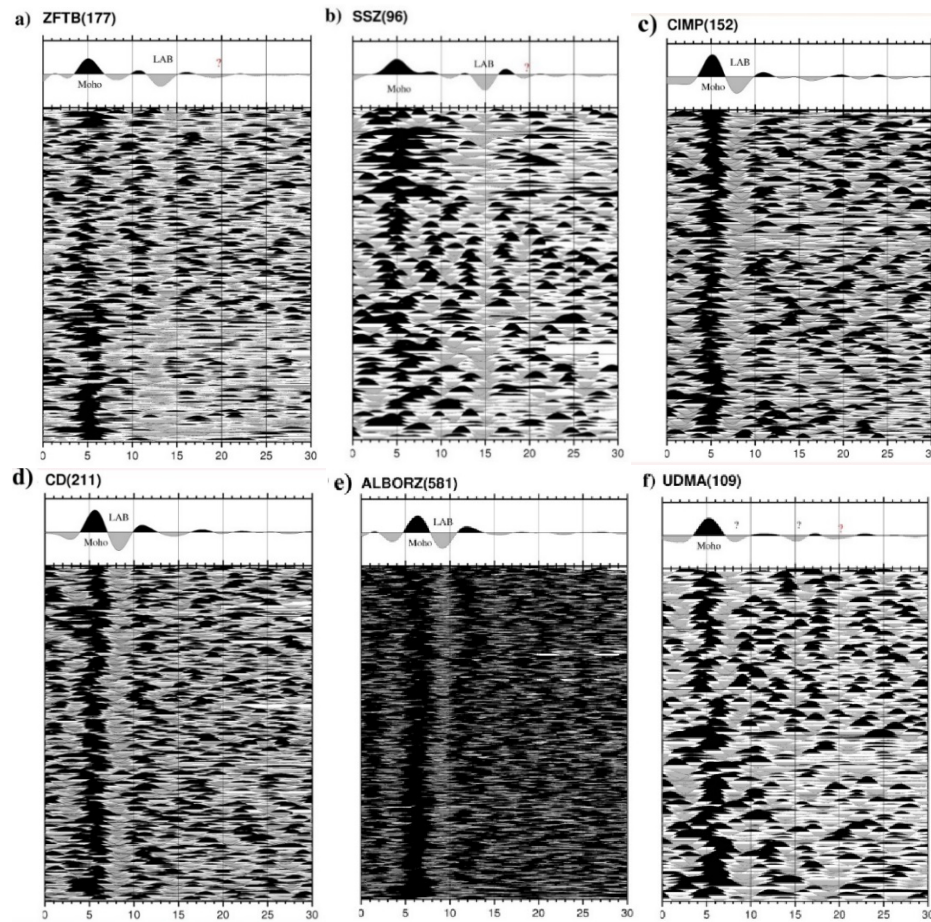 a) ZFTB(177)
LAB
?
Moho
0 5 10 15 20 25 30
b) SSZ(96)
LAB
?
Moho
0 5 10 15 20 25 30
c) CIMP(152)
LAB
Moho
0 5 10 15 20 25 30
d) CD(211)
LAB
Moho
0 5 10 15 20 25 30
e) ALBORZ(581)
LAB
Moho
0 5 10 15 20 25 30
f) UDMA(109)
? ? ?
Moho
0 5 10 15 20 25 30